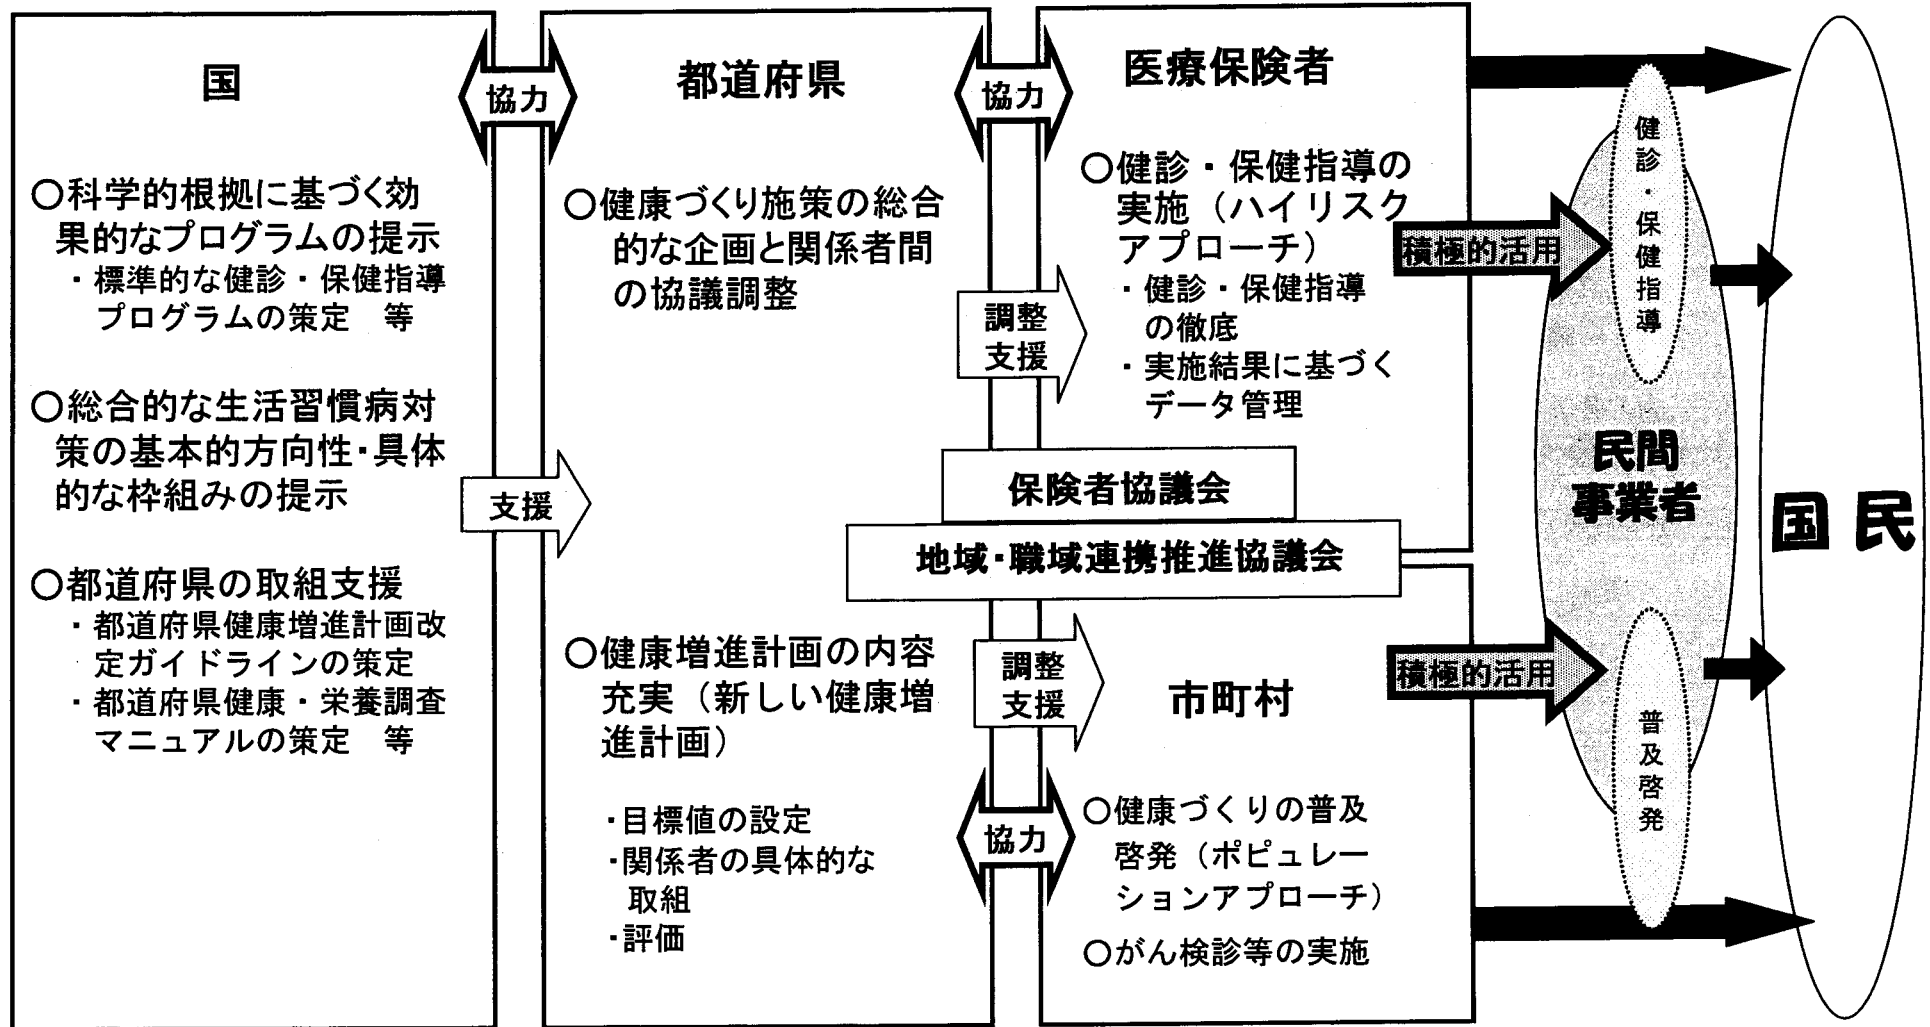 国
○科学的根拠に基づく効
果的なプログラムの提示
・標準的な健診・保健指導
プログラムの策定　等
○総合的な生活習慣病対
策の基本的方向性・具体
的な枠組みの提示
○都道府県の取組支援
・都道府県健康増進計画改
定ガイドラインの策定
・都道府県健康・栄養調査
マニュアルの策定　等
協力
支援
都道府県
○健康づくり施策の総合
的な企画と関係者間
の協議調整
○健康増進計画の内容
充実（新しい健康増
進計画）
・目標値の設定
・関係者の具体的な
取組
・評価
協力
調整
支援
保険者協議会
地域・職域連携推進協議会
調整
支援
協力
医療保険者
○健診・保健指導の
実施（ハイリスク
アプローチ）
・健診・保健指導
の徹底
・実施結果に基づく
データ管理
市町村
○健康づくりの普及
啓発（ポピュレー
ションアプローチ）
○がん検診等の実施
積極的活用
積極的活用
健診・保健指導
民間
事業者
普及啓発
国民